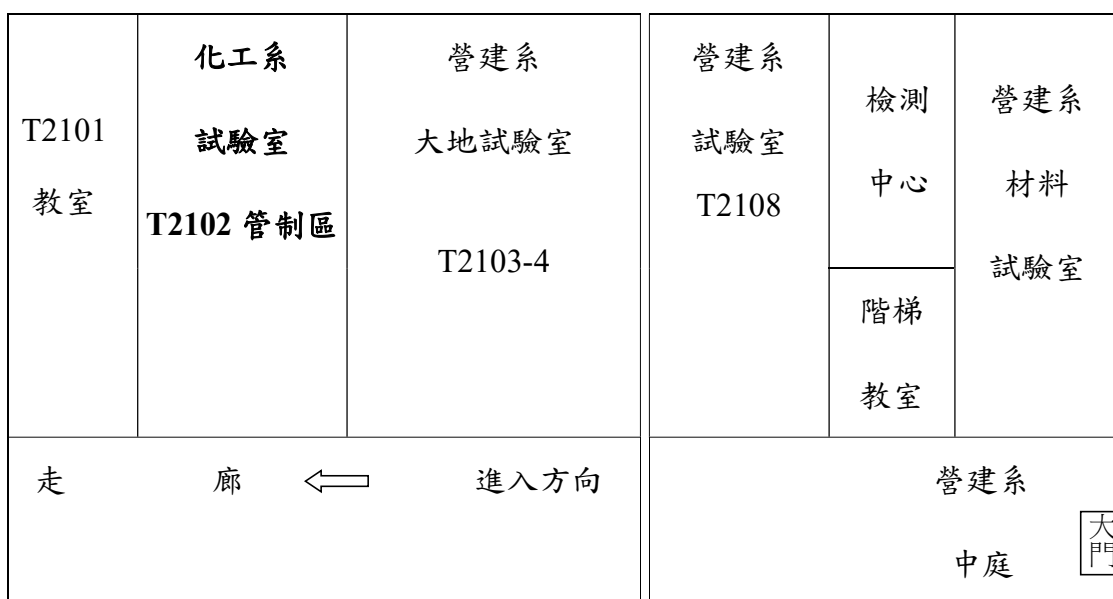 T2101
教室
化工系
試驗室
T2102 管制區
營建系
大地試驗室
T2103-4
營建系
試驗室
T2108
檢測
中心
階梯
教室
營建系
材料
試驗室
走 廊 進入方向
營建系
中庭
大門